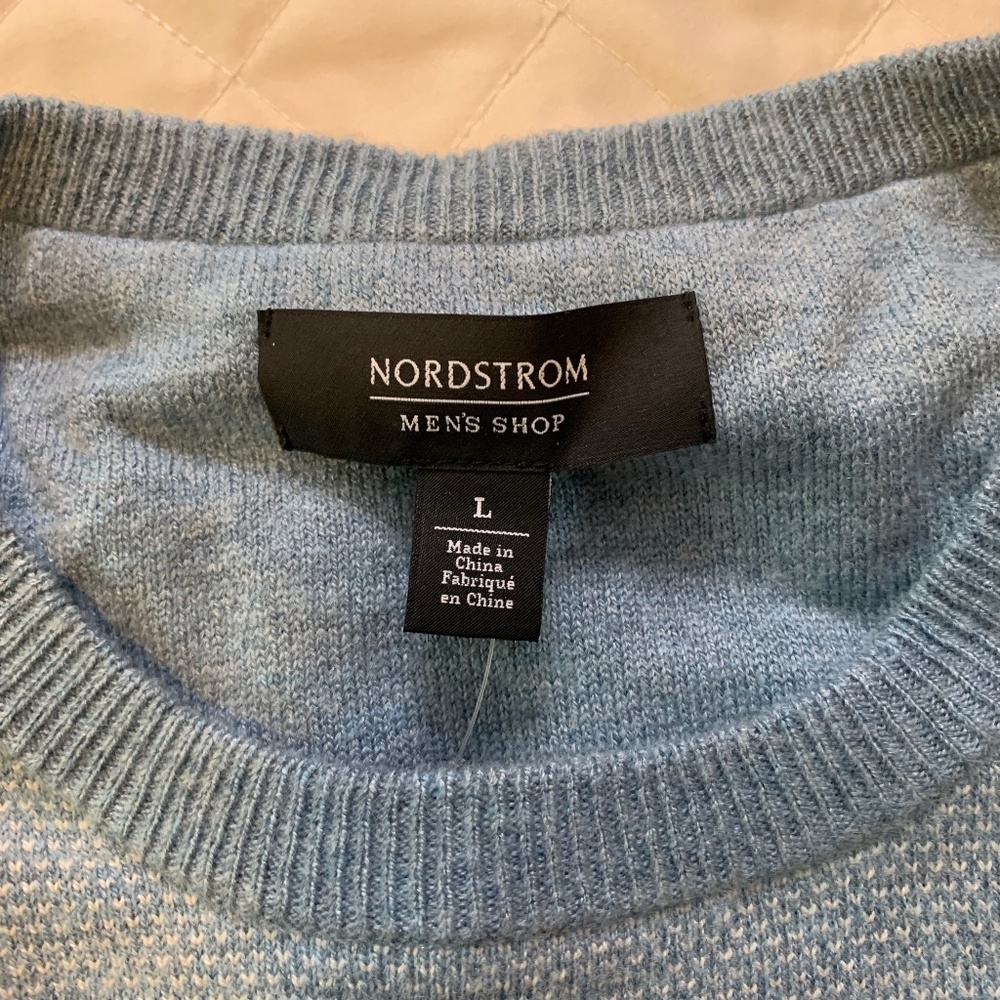 NORDSTROM
MEN'S SHOP
L
Made in
China
Fabriqué
en Chine